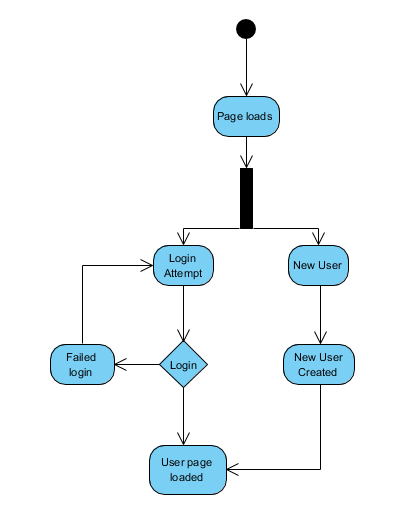 Page loads
Login
Attempt
New User
Failed
login
Login
New User
Created
User page
loaded